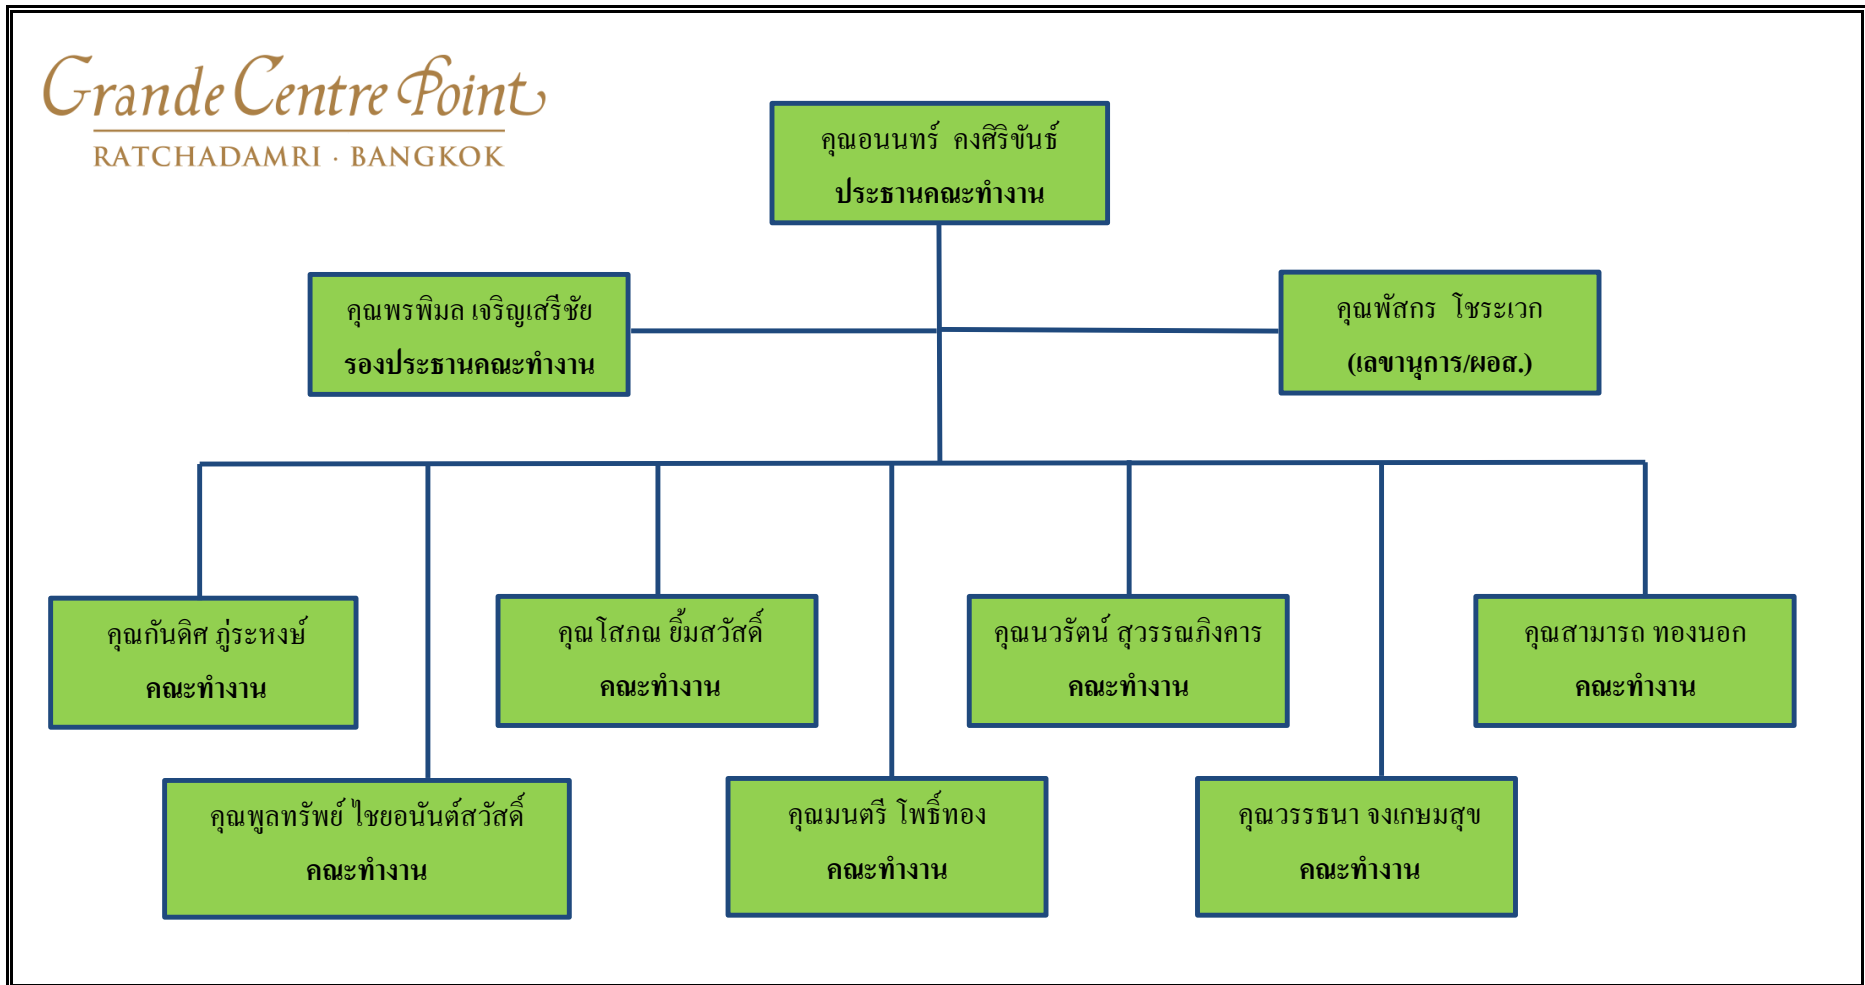 Grande Centre Point
RATCHADAMRI · BANGKOK
คุณอนนทร์ คงศิริขันธ์
ประธานคณะทำงาน
คุณพรพิมล เจริญเสรีชัย
รองประธานคณะทำงาน
คุณพัสกร โชระเวก
(เลขานุการ/ผอส.)
คุณกันดิศ ภู่ระหงษ์
คณะทำงาน
คุณโสภณ ยิ้มสวัสดิ์
คณะทำงาน
คุณนวรัตน์ สุวรรณภิงคาร
คณะทำงาน
คุณสามารถ ทองนอก
คณะทำงาน
คุณพูลทรัพย์ ไชยอนันต์สวัสดิ์
คณะทำงาน
คุณมนตรี โพธิ์ทอง
คณะทำงาน
คุณวรรธนา จงเกษมสุข
คณะทำงาน